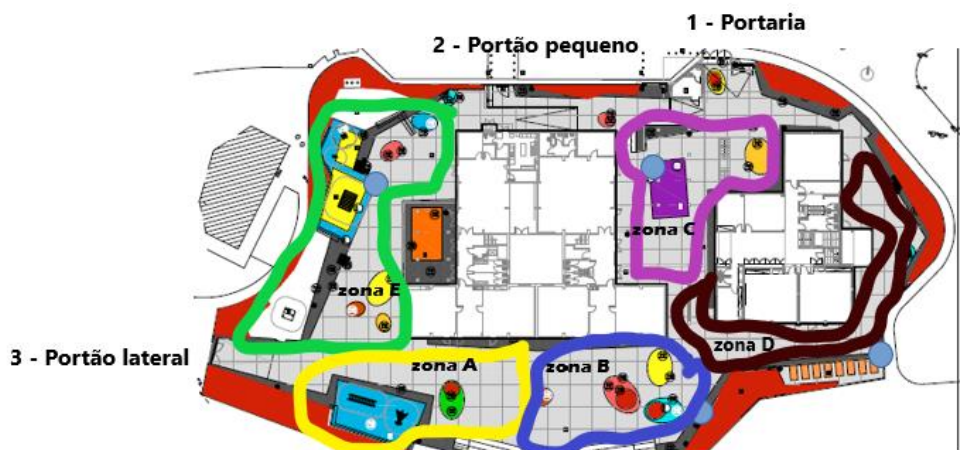 1 - Portaria
2 - Portão pequeno
zona C
zona E
zona D
3 - Portão lateral
zona A
zona B